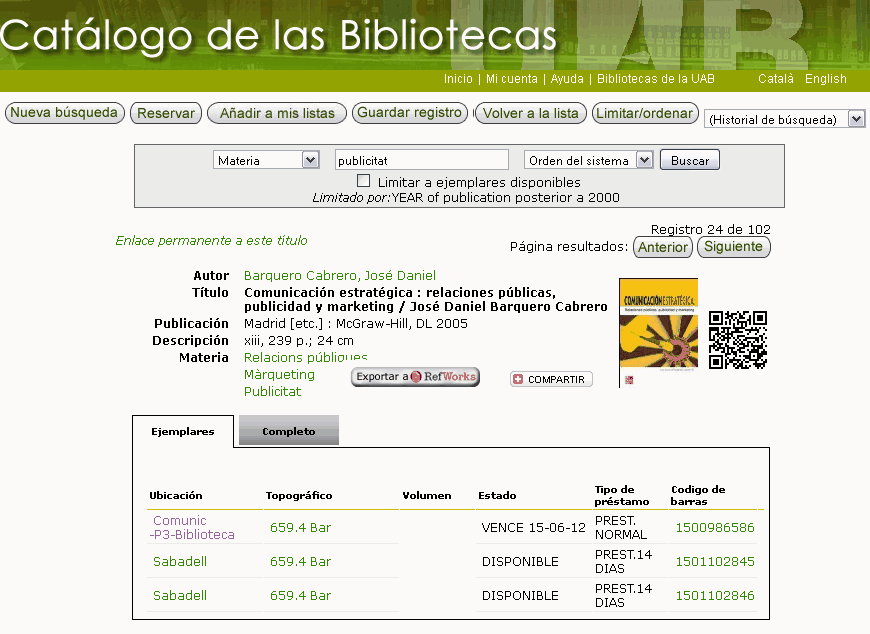 Catálogo de las Bibliotecas
UAB
Inicio | Mi cuenta | Ayuda | Bibliotecas de la UAB Català English
Nueva búsqueda Reservar Añadir a mis listas Guardar registro Volver a la lista Limitar/ordenar (Historial de búsqueda)
Materia publicitat Orden del sistema Buscar
Limitar a ejemplares disponibles
Limitado por:YEAR of publication posterior a 2000
Registro 24 de 102
Enlace permanente a este título
Página resultados: Anterior Siguiente
Autor Barquero Cabrero, José Daniel
Título Comunicación estratégica : relaciones públicas,
publicidad y marketing / José Daniel Barquero Cabrero
Publicación Madrid [etc.] : McGraw-Hill, DL 2005
Descripción xiii, 239 p.; 24 cm
Materia Relacions públiques
Màrqueting
Publicitat
COMUNICACIÓN ESTRATÉGICA
Relaciones públicas, publicidad y marketing
Exportar a RefWorks COMPARTIR
Ejemplares Completo
Ubicación Topográfico Volumen Estado Tipo de préstamo Codigo de barras
Comunic -P3-Biblioteca 659.4 Bar VENCE 15-06-12 PREST. NORMAL 1500986586
Sabadell 659.4 Bar DISPONIBLE PREST.14 DIAS 1501102845
Sabadell 659.4 Bar DISPONIBLE PREST.14 DIAS 1501102846